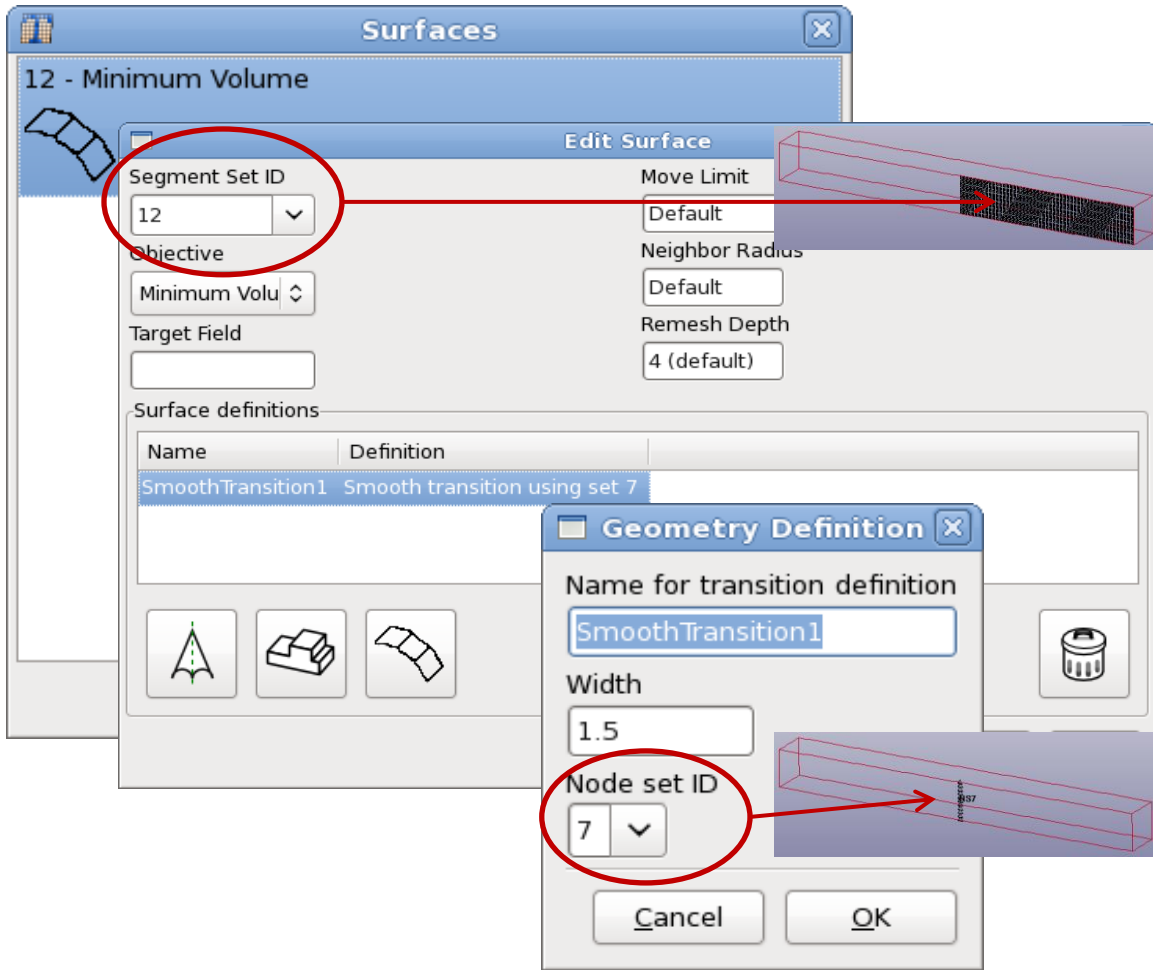 Surfaces
12 - Minimum Volume
Edit Surface
Segment Set ID
12
Objective
Minimum Volu
Target Field
Move Limit
Default
Neighbor Radius
Default
Remesh Depth
4 (default)
Surface definitions
Name Definition
SmoothTransition1 Smooth transition using set 7
Geometry Definition
Name for transition definition
SmoothTransition1
Width
1.5
Node set ID
7
Cancel OK